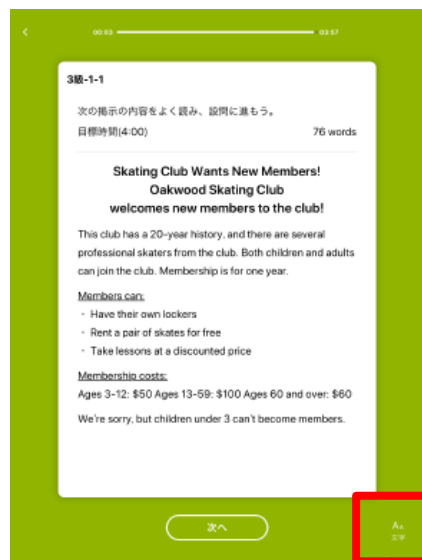 00:03
03:57
3級-1-1
次の掲示の内容をよく読み、設問に進もう。
目標時間(4:00)
76 words
Skating Club Wants New Members!
Oakwood Skating Club
welcomes new members to the club!
This club has a 20-year history, and there are several
professional skaters from the club. Both children and adults
can join the club. Membership is for one year.
Members can:
・ Have their own lockers
・ Rent a pair of skates for free
・ Take lessons at a discounted price
Membership costs:
Ages 3-12: $50 Ages 13-59: $100 Ages 60 and over: $60
We're sorry, but children under 3 can't become members.
次へ
AA
文字